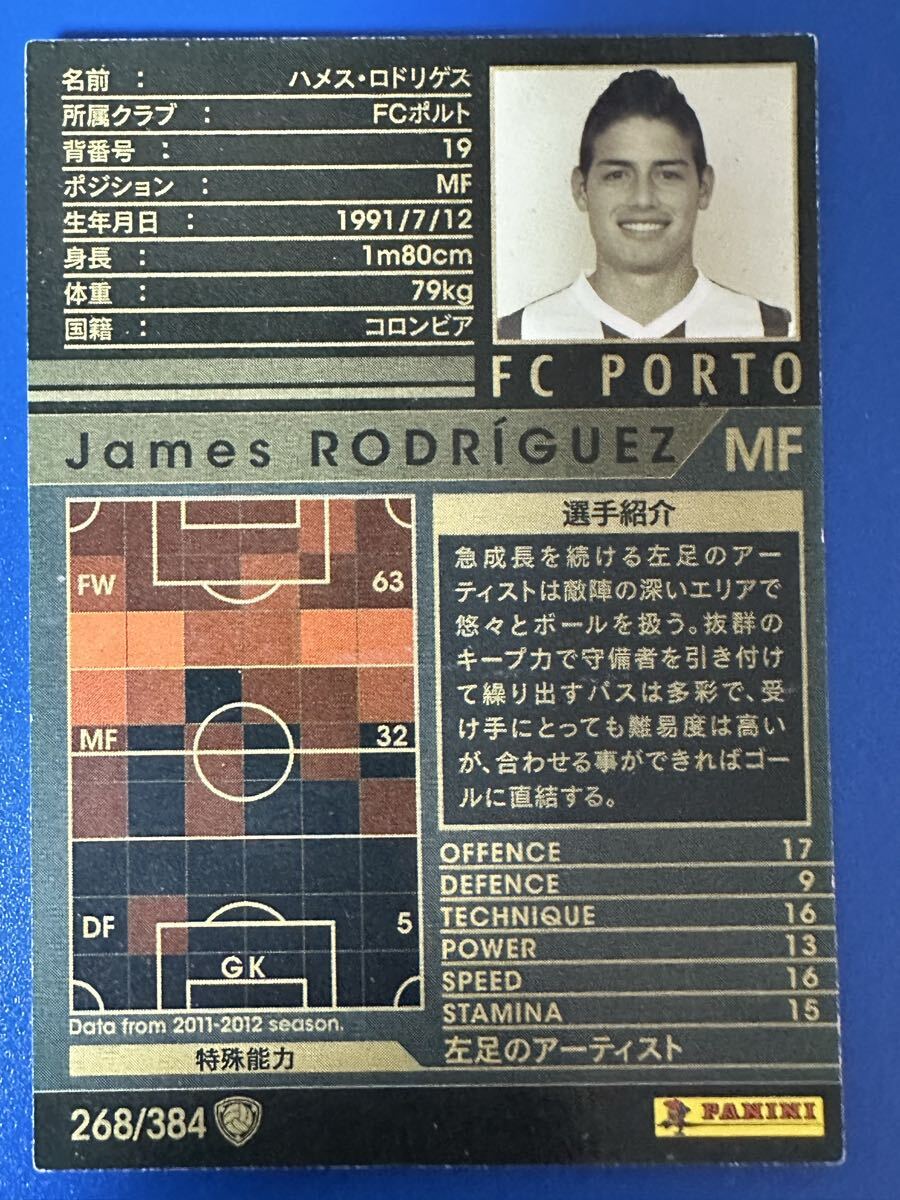 名前 : ハメス・ロドリゲス
所属クラブ : FCポルト
背番号 : 19
ポジション : MF
生年月日 : 1991/7/12
身長 : 1m80cm
体重 : 79kg
国籍 : コロンビア
FC PORTO
James RODRÍGUEZ MF
FW 63
MF 32
DF 5
GK
Data from 2011-2012 season.
選手紹介
急成長を続ける左足のアー
ティストは敵陣の深いエリアで
悠々とボールを扱う。抜群の
キープ力で守備者を引き付け
て繰り出すパスは多彩で、受
け手にとっても難易度は高い
が、合わせる事ができればゴー
ルに直結する。
OFFENCE 17
DEFENCE 9
TECHNIQUE 16
POWER 13
SPEED 16
STAMINA 15
特殊能力 左足のアーティスト
268/384
PANINI